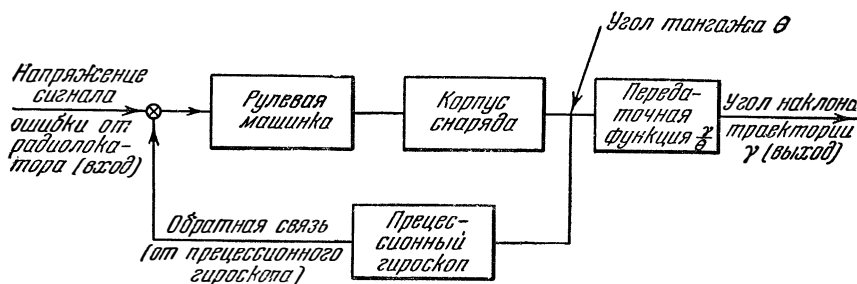 Угол тангажа θ
Напряжение
сигнала
ошибки от
радиолока-
тора (вход)
Рулевая
машинка
Корпус
снаряда
Переда-
точная
функция γ/θ
Угол наклона
траектории
γ (выход)
Обратная связь
(от прецессионного
гироскопа)
Прецес-
сионный
гироскоп